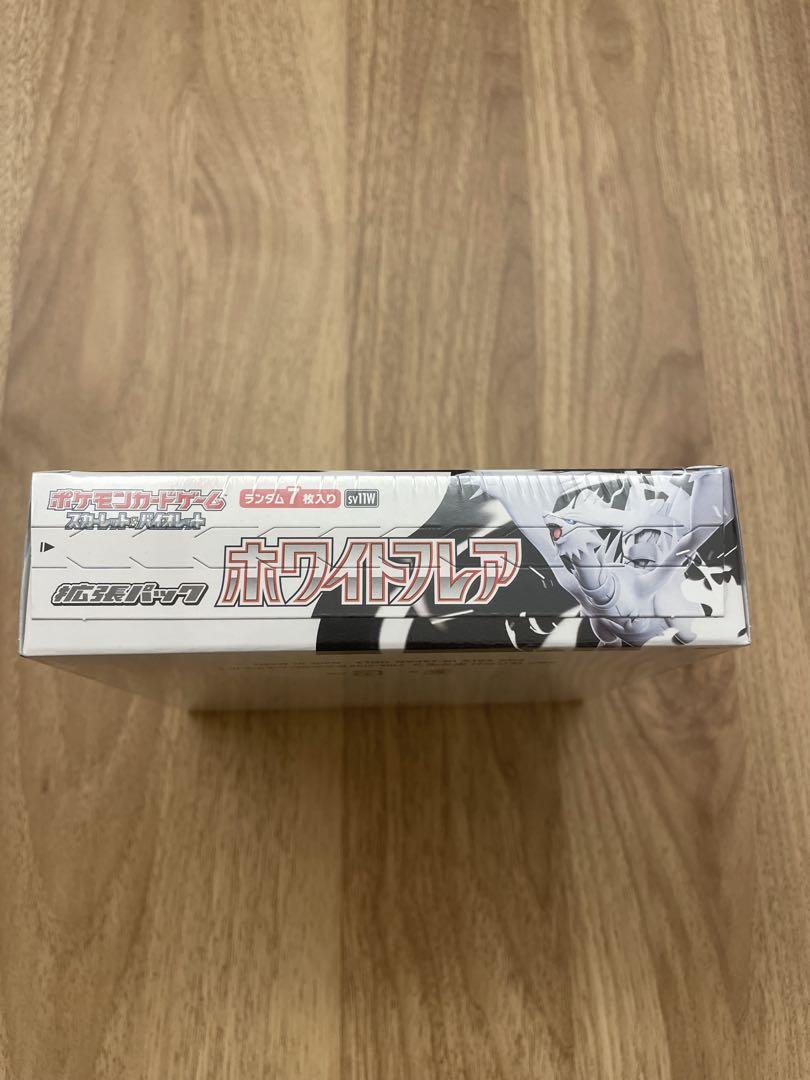 ポケモンカードゲーム
スカーレット&バイオレット
ランダム7枚入り
sv11W
拡張パック
ホワイトフレア